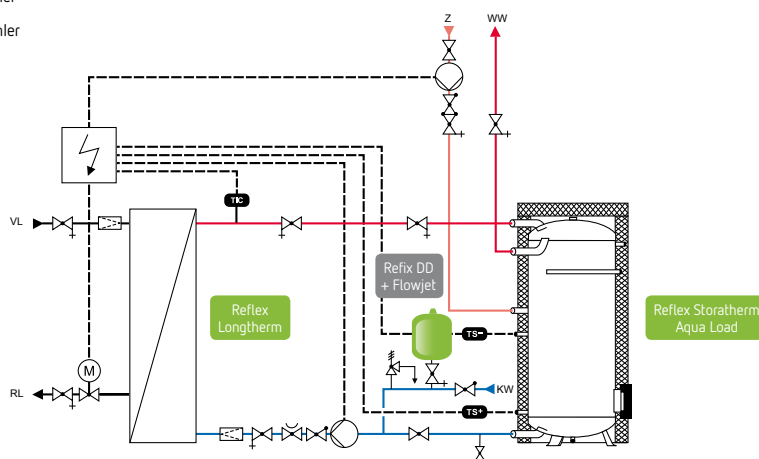 Z
WW
TIC
VL
Refix DD
+ Flowjet
Reflex
Longtherm
Reflex Storatherm
Aqua Load
TS-
M
KW
RL
TS+